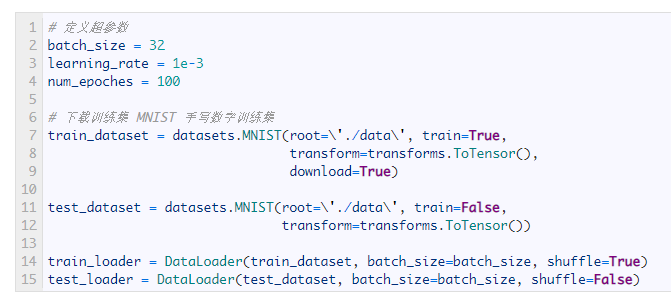 1 # 定义超参数
2 batch_size = 32
3 learning_rate = 1e-3
4 num_epoches = 100
5
6 # 下载训练集 MNIST 手写数字训练集
7 train_dataset = datasets.MNIST(root=\'./data\', train=True,
8                                transform=transforms.ToTensor(),
9                                download=True)
10
11 test_dataset = datasets.MNIST(root=\'./data\', train=False,
12                               transform=transforms.ToTensor())
13
14 train_loader = DataLoader(train_dataset, batch_size=batch_size, shuffle=True)
15 test_loader = DataLoader(test_dataset, batch_size=batch_size, shuffle=False)